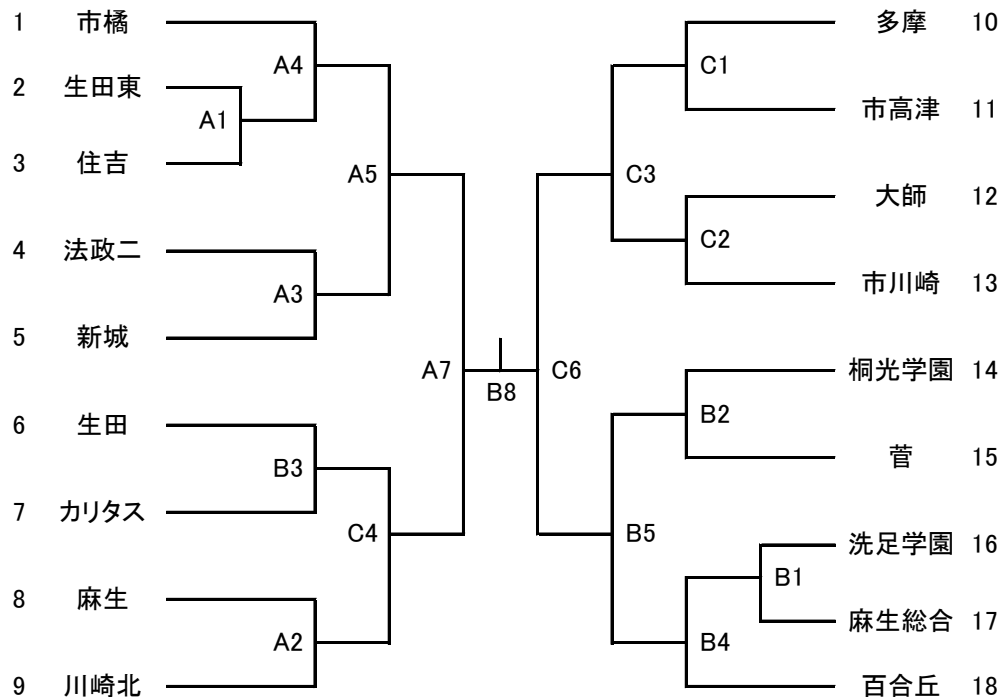 1 市橘
A4
2 生田東
A1
3 住吉
A5
4 法政二
A3
5 新城
A7
6 生田
B3
7 カリタス
C4
8 麻生
A2
9 川崎北
B8
多摩 10
C1
市高津 11
C3
大師 12
C2
市川崎 13
C6
桐光学園 14
B2
菅 15
B5
洗足学園 16
B1
麻生総合 17
B4
百合丘 18